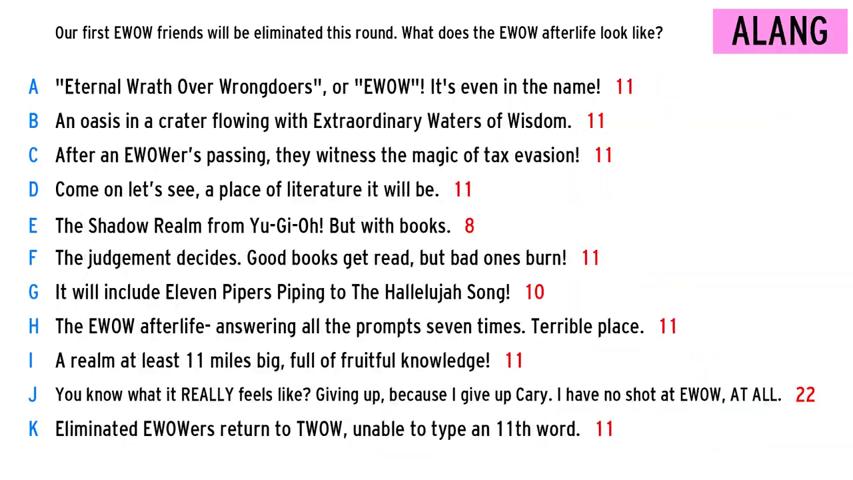 Our first EWOW friends will be eliminated this round. What does the EWOW afterlife look like?
ALANG
A "Eternal Wrath Over Wrongdoers", or "EWOW"! It's even in the name! 11
B An oasis in a crater flowing with Extraordinary Waters of Wisdom. 11
C After an EWOWer's passing, they witness the magic of tax evasion! 11
D Come on let's see, a place of literature it will be. 11
E The Shadow Realm from Yu-Gi-Oh! But with books. 8
F The judgement decides. Good books get read, but bad ones burn! 11
G It will include Eleven Pipers Piping to The Hallelujah Song! 10
H The EWOW afterlife- answering all the prompts seven times. Terrible place. 11
I A realm at least 11 miles big, full of fruitful knowledge! 11
J You know what it REALLY feels like? Giving up, because I give up Cary. I have no shot at EWOW, AT ALL. 22
K Eliminated EWOWers return to TWOW, unable to type an 11th word. 11